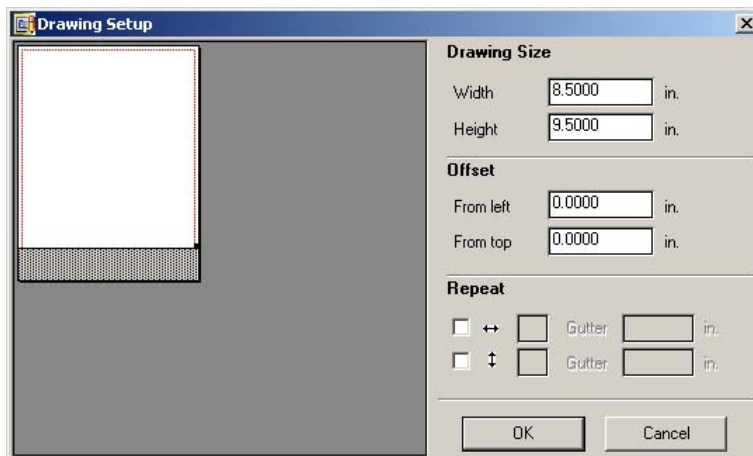 Drawing Setup
Drawing Size
Width 8.5000 in.
Height 9.5000 in.
Offset
From left 0.0000 in.
From top 0.0000 in.
Repeat
Gutter in.
Gutter in.
OK Cancel